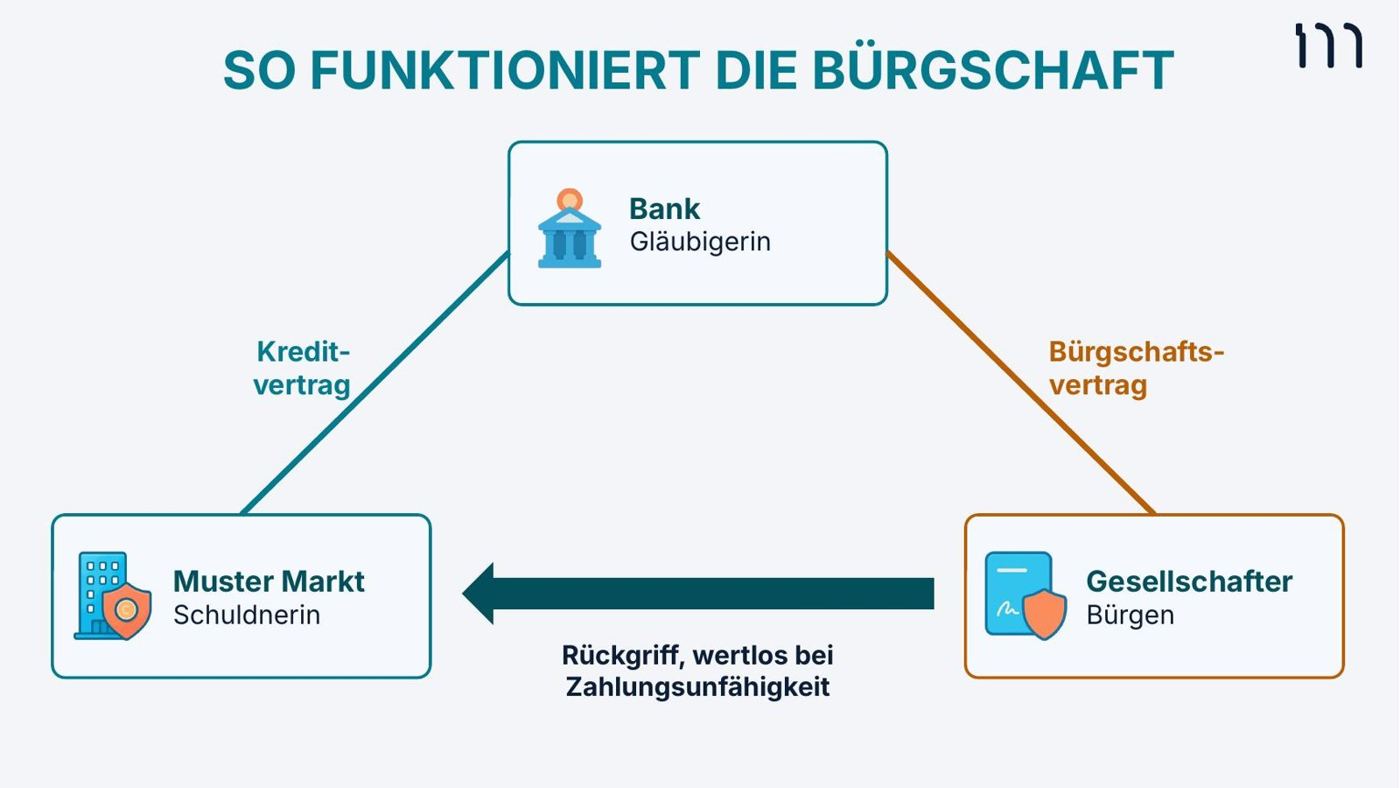 SO FUNKTIONIERT DIE BÜRGSCHAFT
m
Bank
Gläubigerin
Kredit-
vertrag
Bürgschafts-
vertrag
Muster Markt
Schuldnerin
Gesellschafter
Bürgen
Rückgriff, wertlos bei
Zahlungsunfähigkeit